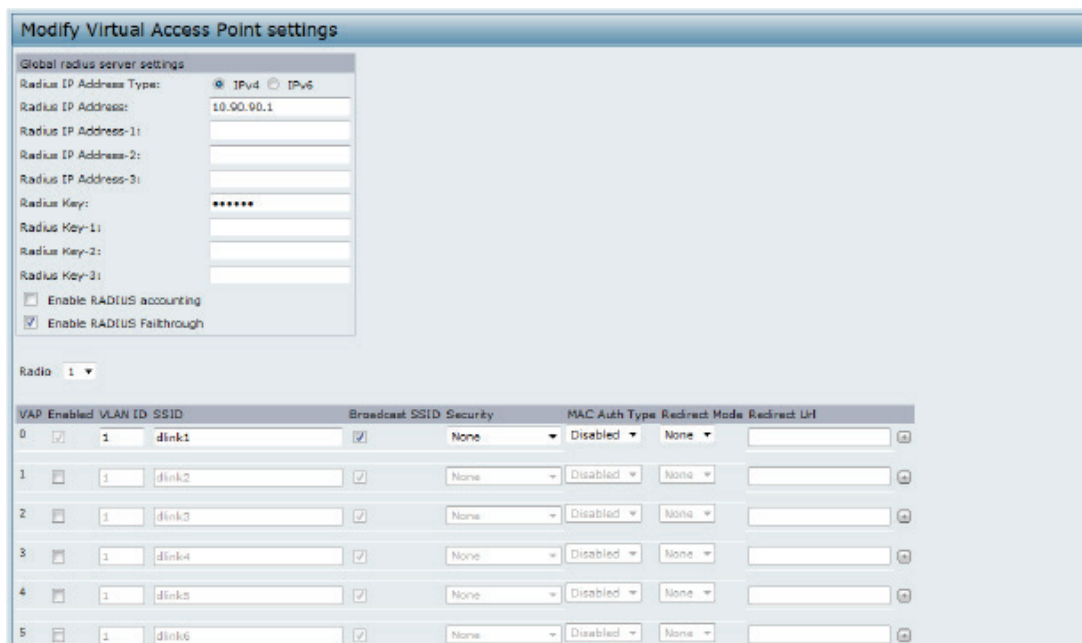 Modify Virtual Access Point settings
Global radius server settings
Radius IP Address Type: IPv4 IPv6
Radius IP Address: 10.90.90.1
Radius IP Address-1:
Radius IP Address-2:
Radius IP Address-3:
Radius Key: ••••••
Radius Key-1:
Radius Key-2:
Radius Key-3:
Enable RADIUS accounting
Enable RADIUS Failthrough
Radio 1
VAP Enabled VLAN ID SSID Broadcast SSID Security MAC Auth Type Redirect Mode Redirect Url
0 1 dlink1 None Disabled None
1 1 dlink2 None Disabled None
2 1 dlink3 None Disabled None
3 1 dlink4 None Disabled None
4 1 dlink5 None Disabled None
5 1 dlink6 None Disabled None